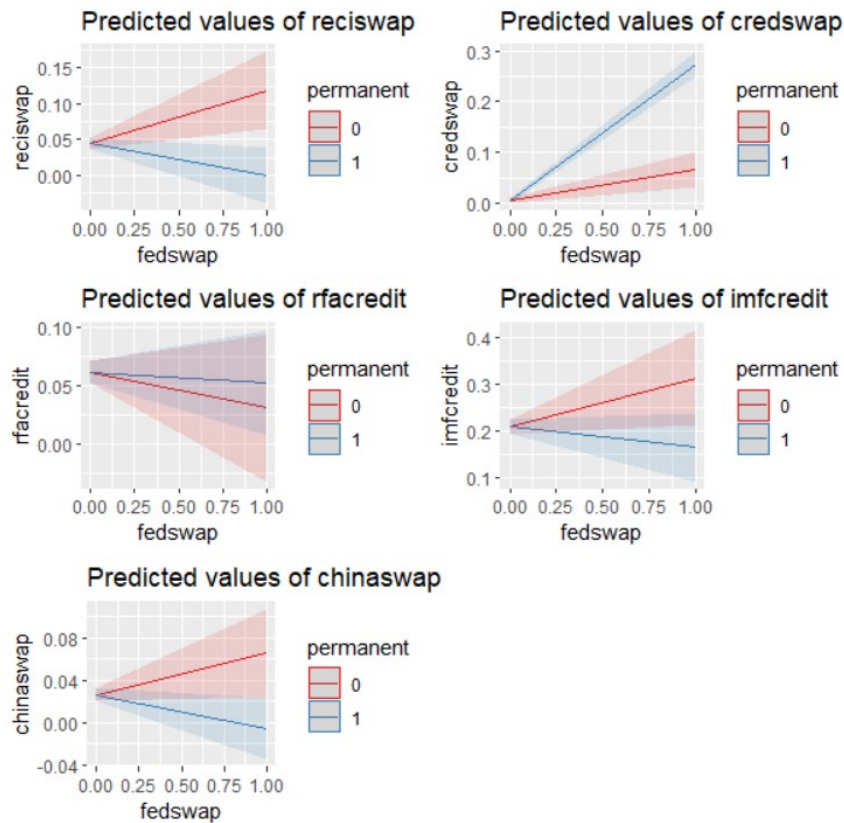 Predicted values of reciswap
0.15
0.10
0.05
0.00
reciswap
0.00 0.25 0.50 0.75 1.00
fedswap
permanent
0
1
Predicted values of credswap
0.3
0.2
0.1
0.0
credswap
0.00 0.25 0.50 0.75 1.00
fedswap
permanent
0
1
Predicted values of rfacredit
0.10
0.05
0.00
rfacredit
0.00 0.25 0.50 0.75 1.00
fedswap
permanent
0
1
Predicted values of imfcredit
0.4
0.3
0.2
0.1
imfcredit
0.00 0.25 0.50 0.75 1.00
fedswap
permanent
0
1
Predicted values of chinaswap
0.08
0.04
0.00
-0.04
chinaswap
0.00 0.25 0.50 0.75 1.00
fedswap
permanent
0
1